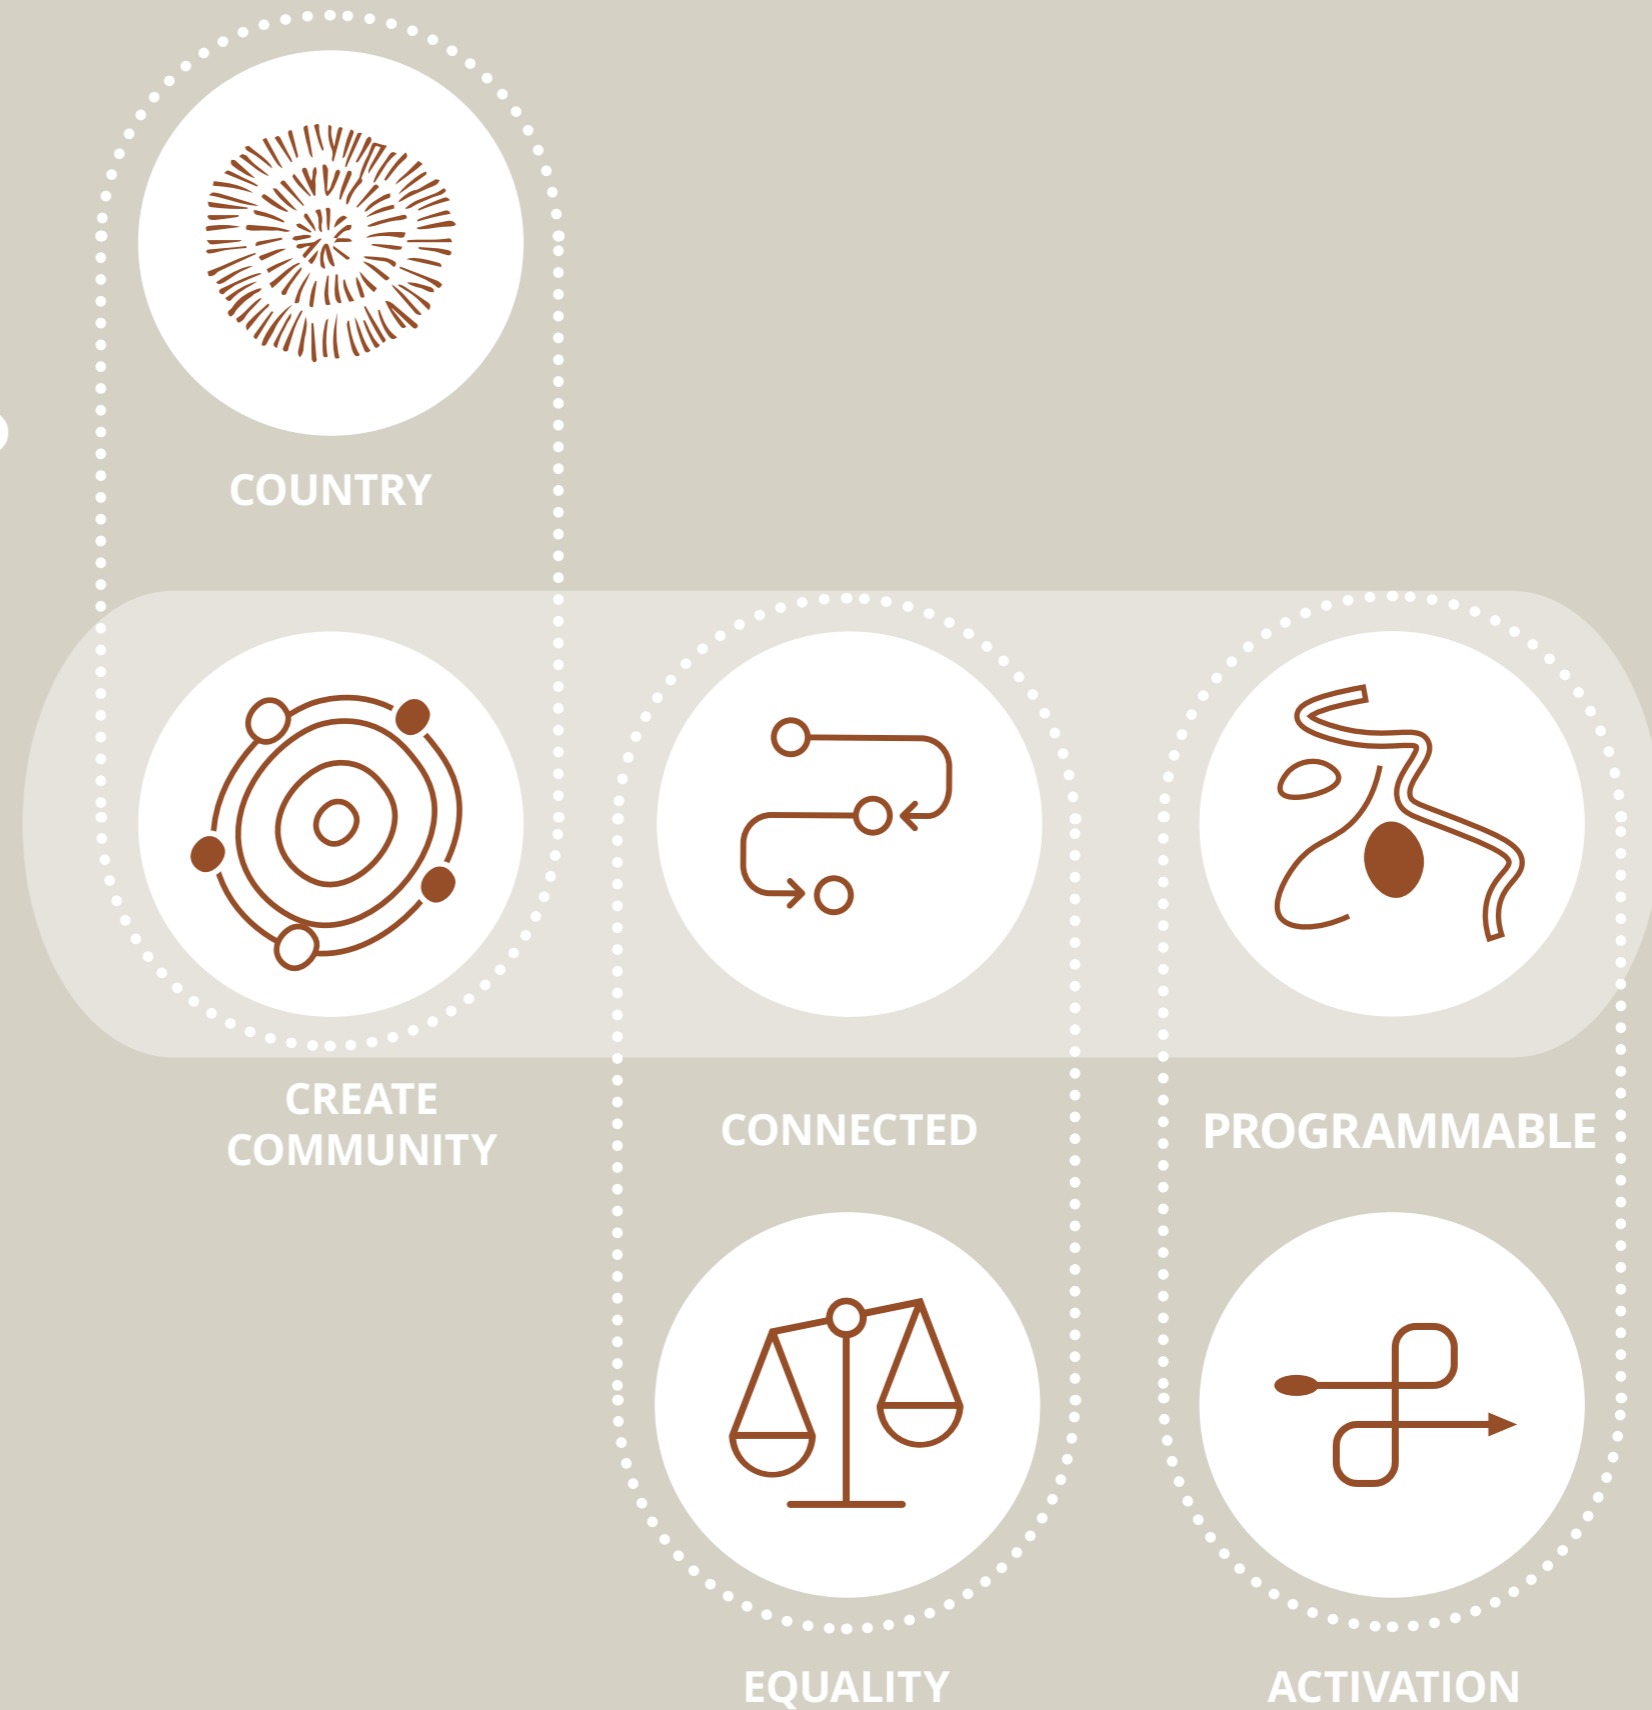 COUNTRY
CREATE
COMMUNITY
CONNECTED
PROGRAMMABLE
EQUALITY
ACTIVATION